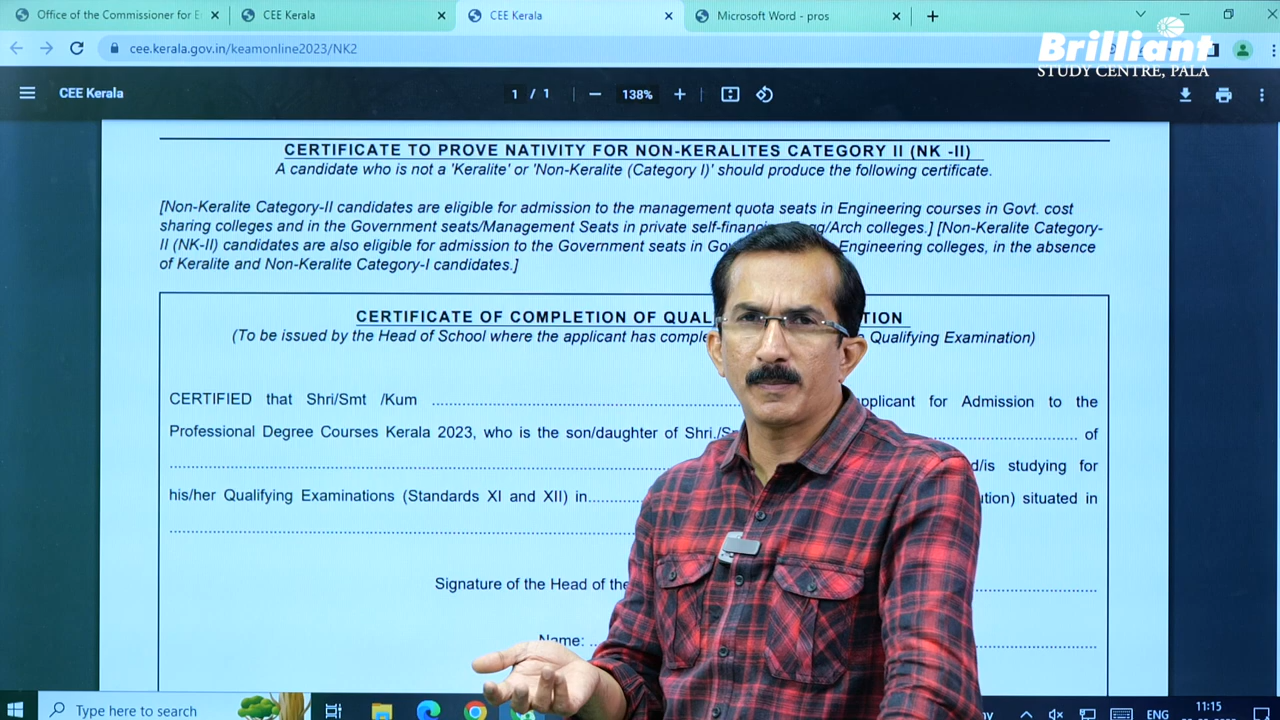 Office of the Commissioner for E
CEE Kerala
CEE Kerala
Microsoft Word - pros
cee.kerala.gov.in/keamonline2023/NK2
Brilliant
STUDY CENTRE, PALA
CEE Kerala
1 / 1
138%
CERTIFICATE TO PROVE NATIVITY FOR NON-KERALITES CATEGORY II (NK -II)
A candidate who is not a 'Keralite' or 'Non-Keralite (Category I)' should produce the following certificate.
[Non-Keralite Category-II candidates are eligible for admission to the management quota seats in Engineering courses in Govt. cost
sharing colleges and in the Government seats/Management Seats in private self-financi /Arch colleges.] [Non-Keralite Category-
II (NK-II) candidates are also eligible for admission to the Government seats in Go Engineering colleges, in the absence
of Keralite and Non-Keralite Category-I candidates.]
CERTIFICATE OF COMPLETION OF QUAL TION
(To be issued by the Head of School where the applicant has comple Qualifying Examination)
CERTIFIED that Shri/Smt /Kum pplicant for Admission to the
Professional Degree Courses Kerala 2023, who is the son/daughter of Shri./S of
d/is studying for
his/her Qualifying Examinations (Standards XI and XII) in tion) situated in
Signature of the Head of the
Name:
Type here to search
ENG
11:15